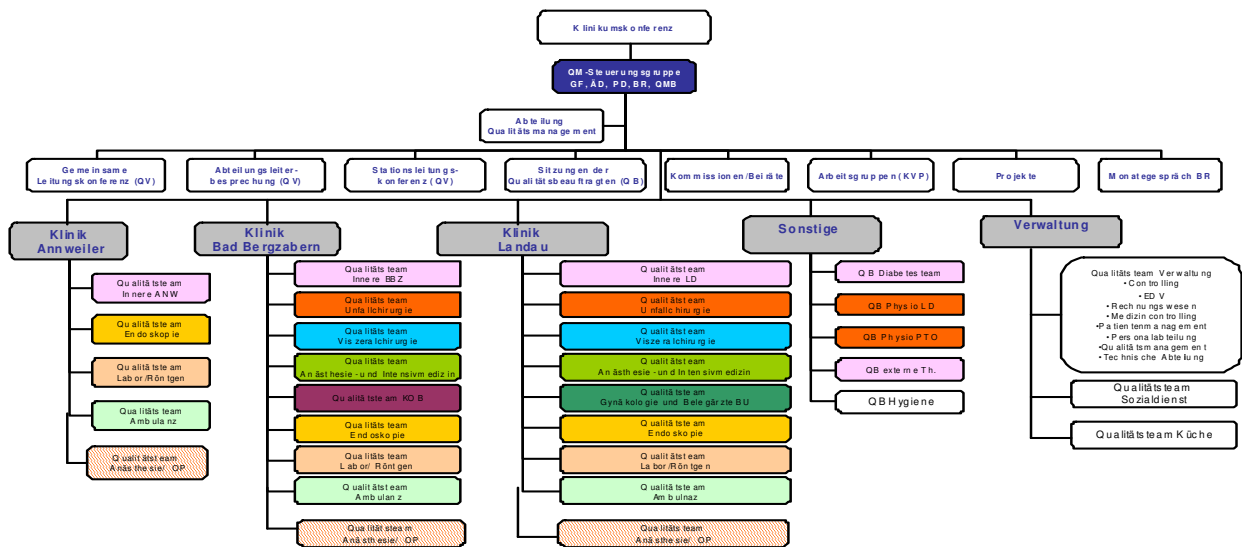 Klinikumskonferenz
QM-Steuerungsgruppe
GF, ÄD, PD, BR, QMB
Abteilung
Qualitätsmanagement
Gemeinsame
Leitungskonferenz (QV)
Abteilungsleiter-
besprechung (QV)
Stationsleitungs-
konferenz (QV)
Sitzungen der
Qualitätsbeauftragten (QB)
Kommissionen/Beiräte
Arbeitsgruppen (KVP)
Projekte
Monategespräch BR
Klinik
Annweiler
Qualitätsteam
Innere ANW
Qualitätsteam
Endoskopie
Qualitätsteam
Labor/Röntgen
Qualitätsteam
Ambulanz
Qualitätsteam
Anästhesie/ OP
Klinik
Bad Bergzabern
Qualitätsteam
Innere BBZ
Qualitätsteam
Unfallchirurgie
Qualitätsteam
Viszeralchirurgie
Qualitätsteam
Anästhesie-und Intensivmedizin
Qualitätsteam KOB
Qualitätsteam
Endoskopie
Qualitätsteam
Labor/ Röntgen
Qualitätsteam
Ambulanz
Qualitätsteam
Anästhesie/ OP
Klinik
Landau
Qualitätsteam
Innere LD
Qualitätsteam
Unfallchirurgie
Qualitätsteam
Viszeralchirurgie
Qualitätsteam
Anästhesie-und Intensivmedizin
Qualitätsteam
Gynäkologie und Belegärzte BU
Qualitätsteam
Endoskopie
Qualitätsteam
Labor/Röntgen
Qualitätsteam
Ambulnaz
Qualitätsteam
Anästhesie/ OP
Sonstige
QB Diabetesteam
QB Physio LD
QB Physio PTO
QB externe Th.
QB Hygiene
Verwaltung
Qualitätsteam Verwaltung
•Controlling
•EDV
•Rechnungswesen
•Medizincontrolling
•Patientenmanagement
•Personalabteilung
•Qualitätsmanagement
•Technische Abteilung
Qualitätsteam
Sozialdienst
Qualitätsteam Küche